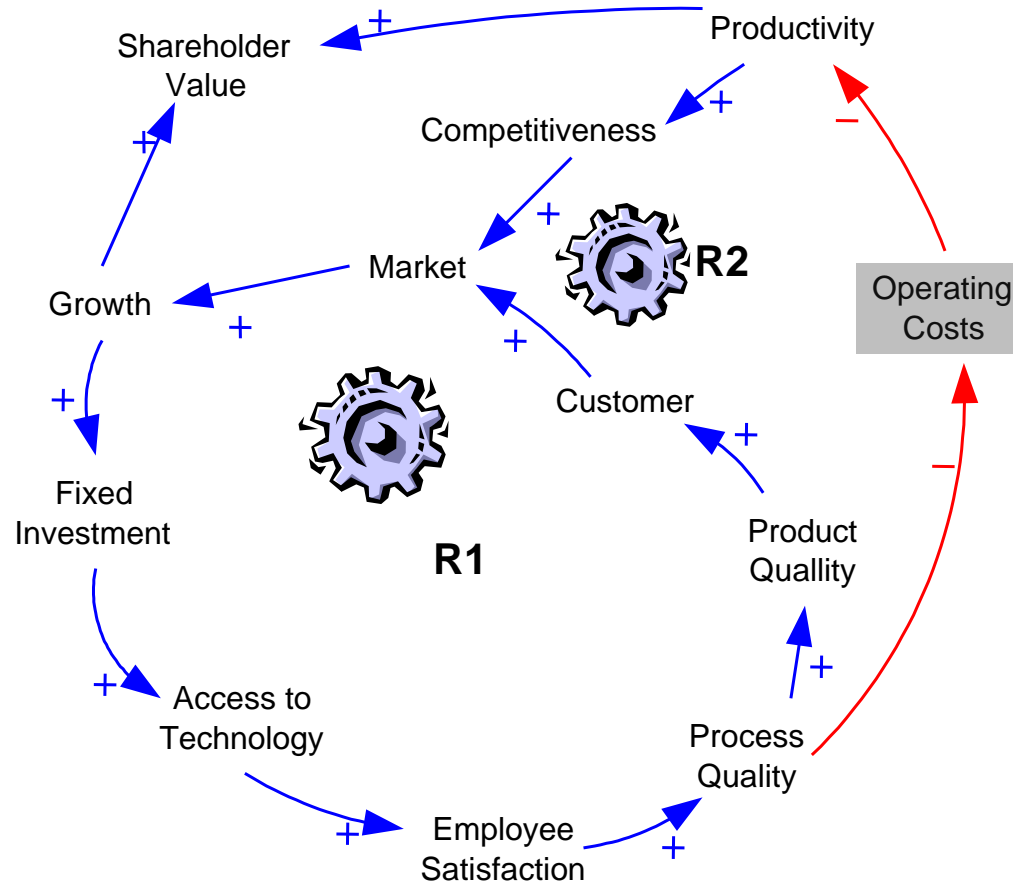 Productivity
Shareholder
Value
+
+
Competitiveness
−
+
+
R2
Market
Operating
Costs
Growth
+
+
+
Customer
+
−
Fixed
Investment
R1
Product
Quallity
+
+
Access to
Technology
Process
Quality
+
Employee
Satisfaction
+